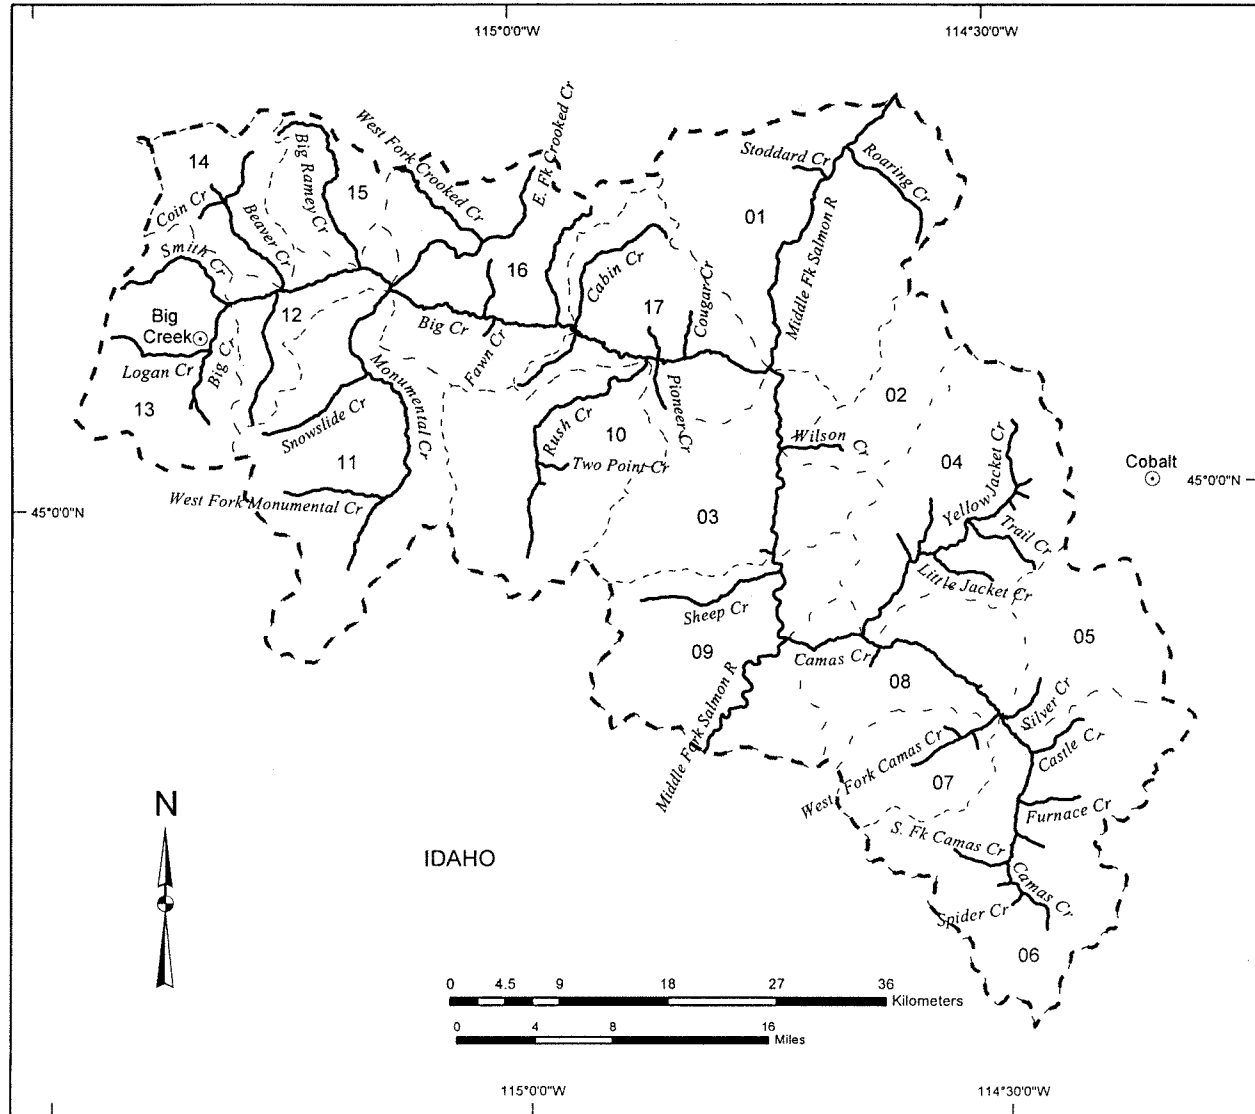 115°0'0"W
114°30'0"W
West Fork Crooked Cr
E. Fk Crooked Cr
Big Ramey Cr
Stoddard Cr
Roaring Cr
14
15
01
Coin Cr
Beaver Cr
Smith Cr
16
Cabin Cr
Middle Fk Salmon R
17
Cougar Cr
12
Big
Creek
Big Cr
Fawn Cr
Logan Cr
Big Cr
Monumental Cr
Pioneer Cr
13
Snowslide Cr
Rush Cr
10
02
Wilson Cr
04
Yellow Jacket Cr
Cobalt
11
Two Point Cr
45°0'0"N
45°0'0"N
West Fork Monumental Cr
03
Trail Cr
Little Jacket Cr
Sheep Cr
05
09
Camas Cr
08
Middle Fork Salmon R
Silver Cr
Castle Cr
West Fork Camas Cr
07
Furnace Cr
S. Fk Camas Cr
Camas Cr
Spider Cr
06
N
IDAHO
0 4.5 9 18 27 36
Kilometers
0 4 8 16
Miles
115°0'0"W
114°30'0"W